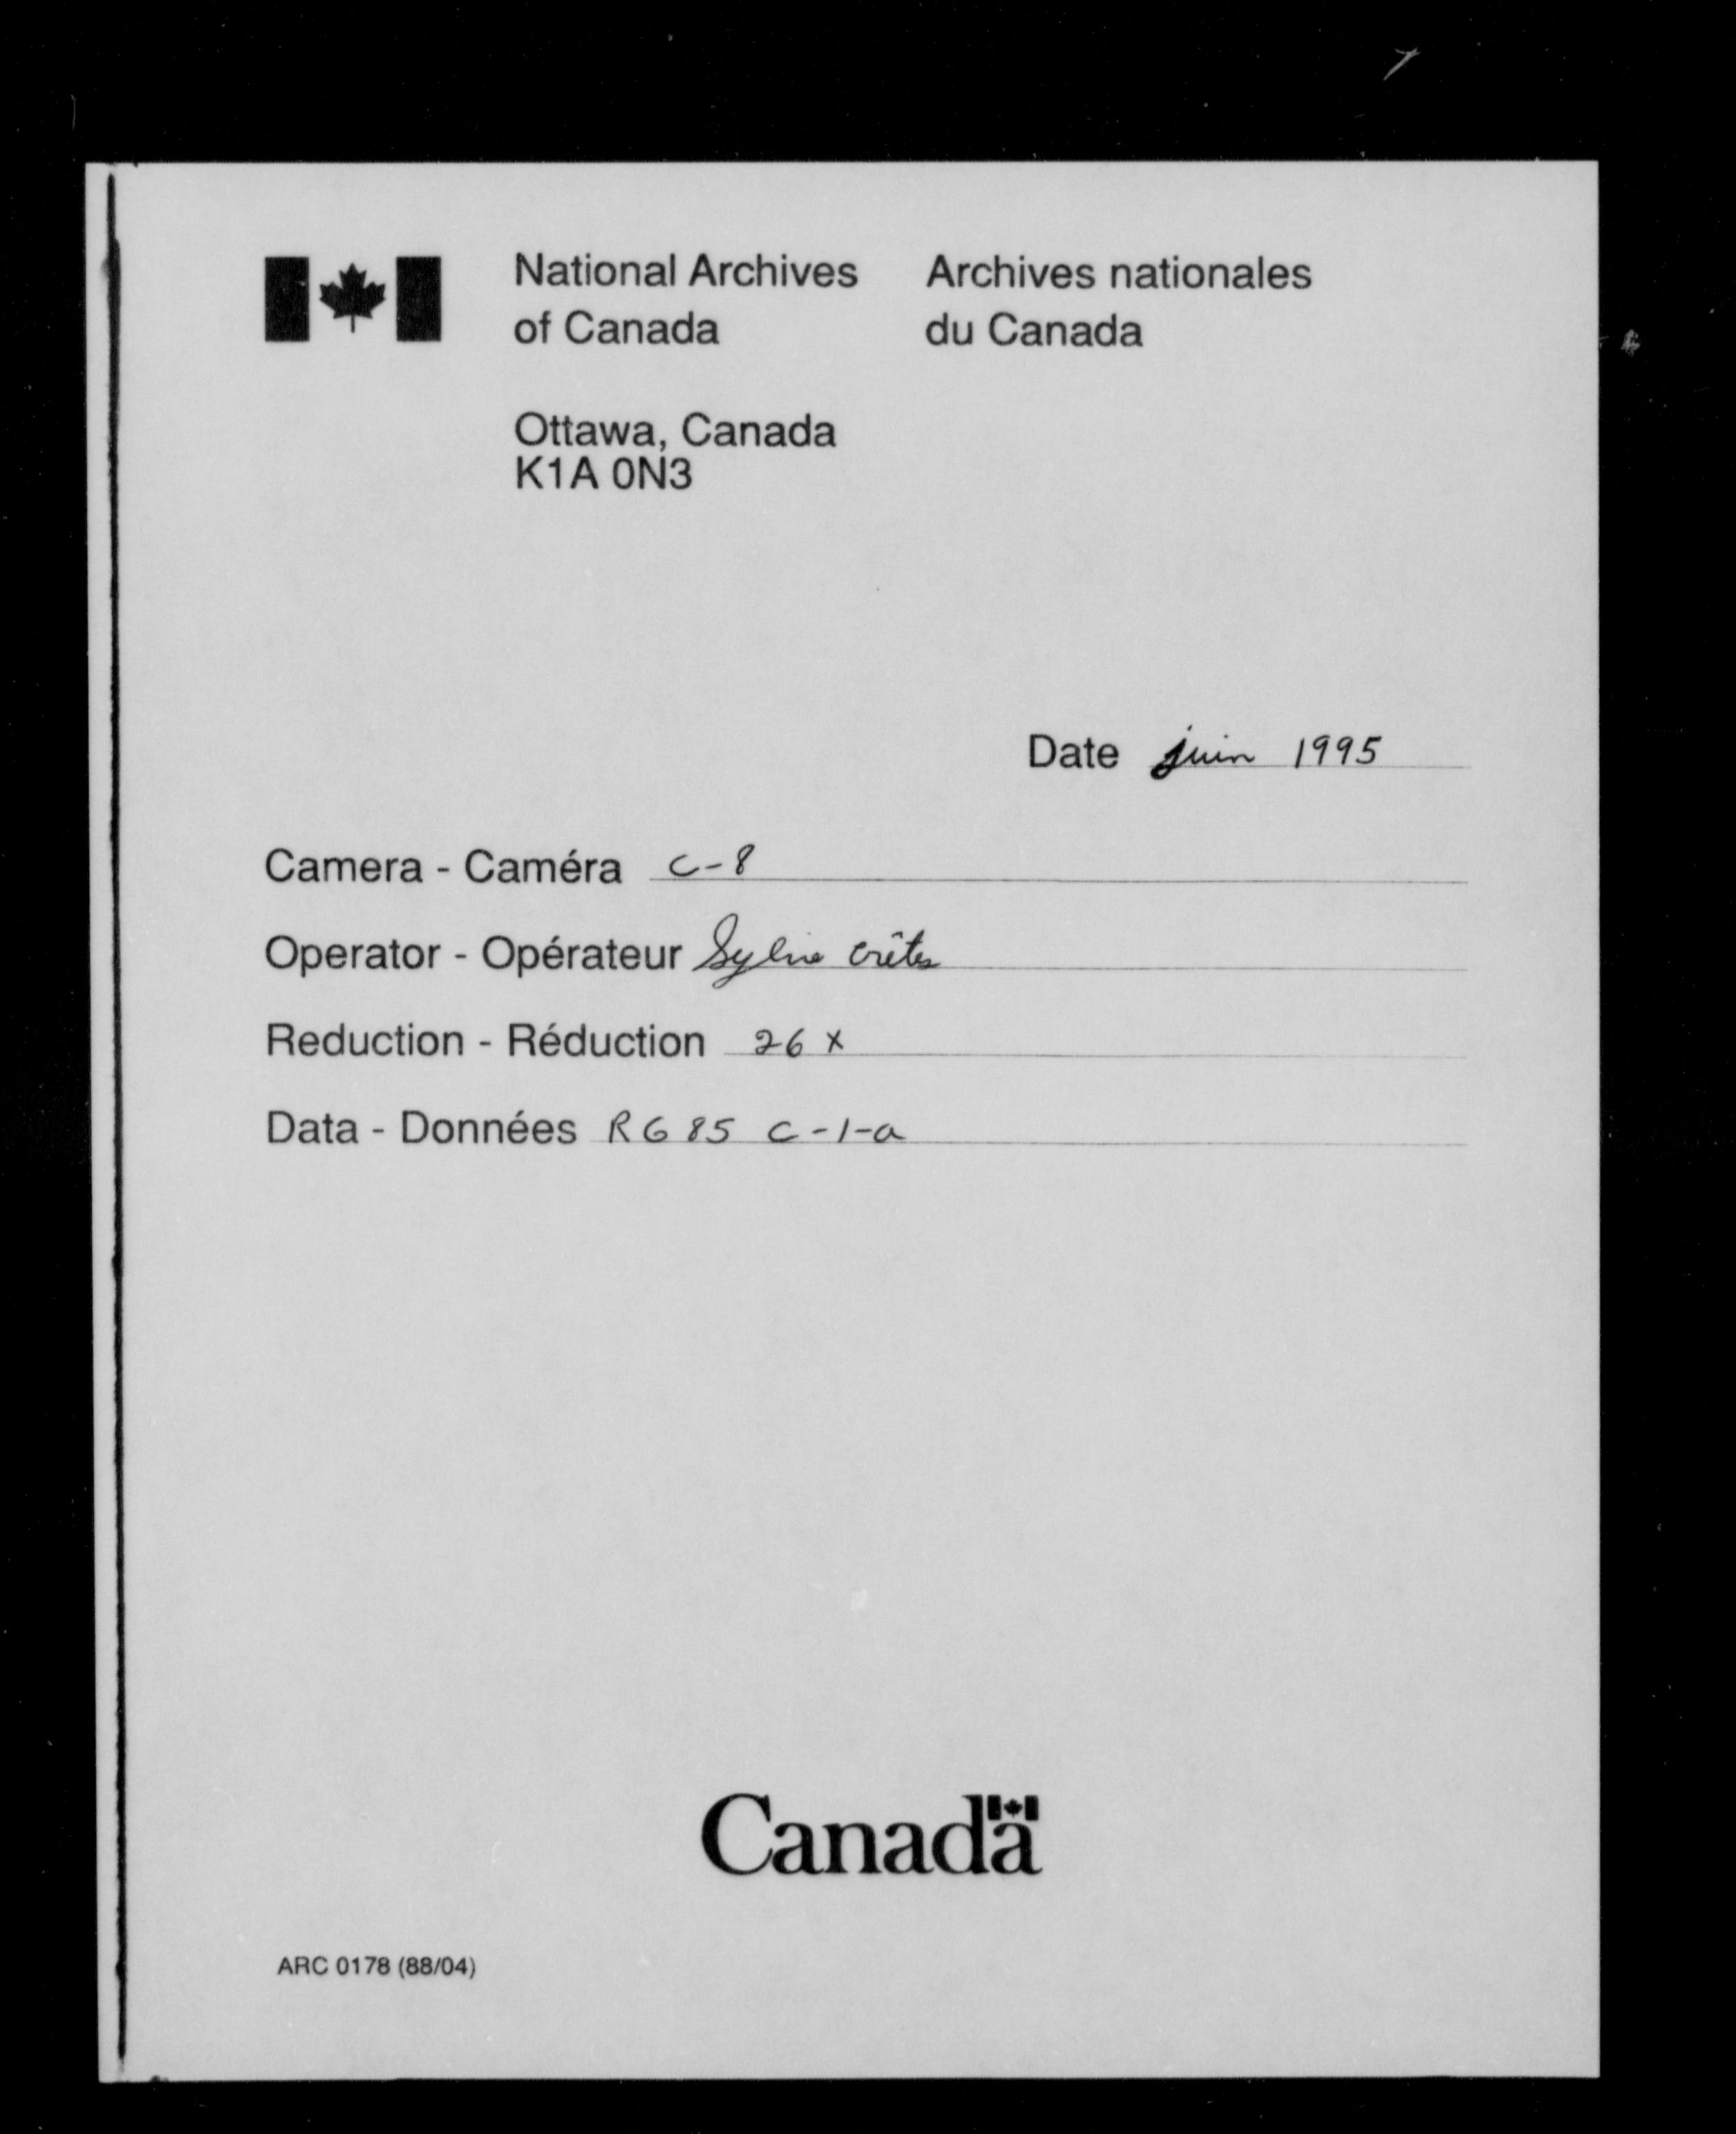 National Archives of Canada
Archives nationales du Canada
Ottawa, Canada
K1A 0N3
Date juin 1995
Camera - Caméra C-8
Operator - Opérateur Sylvie Crêtes
Reduction - Réduction 26 x
Data - Données RG 85 C-1-a
Canada
ARC 0178 (88/04)